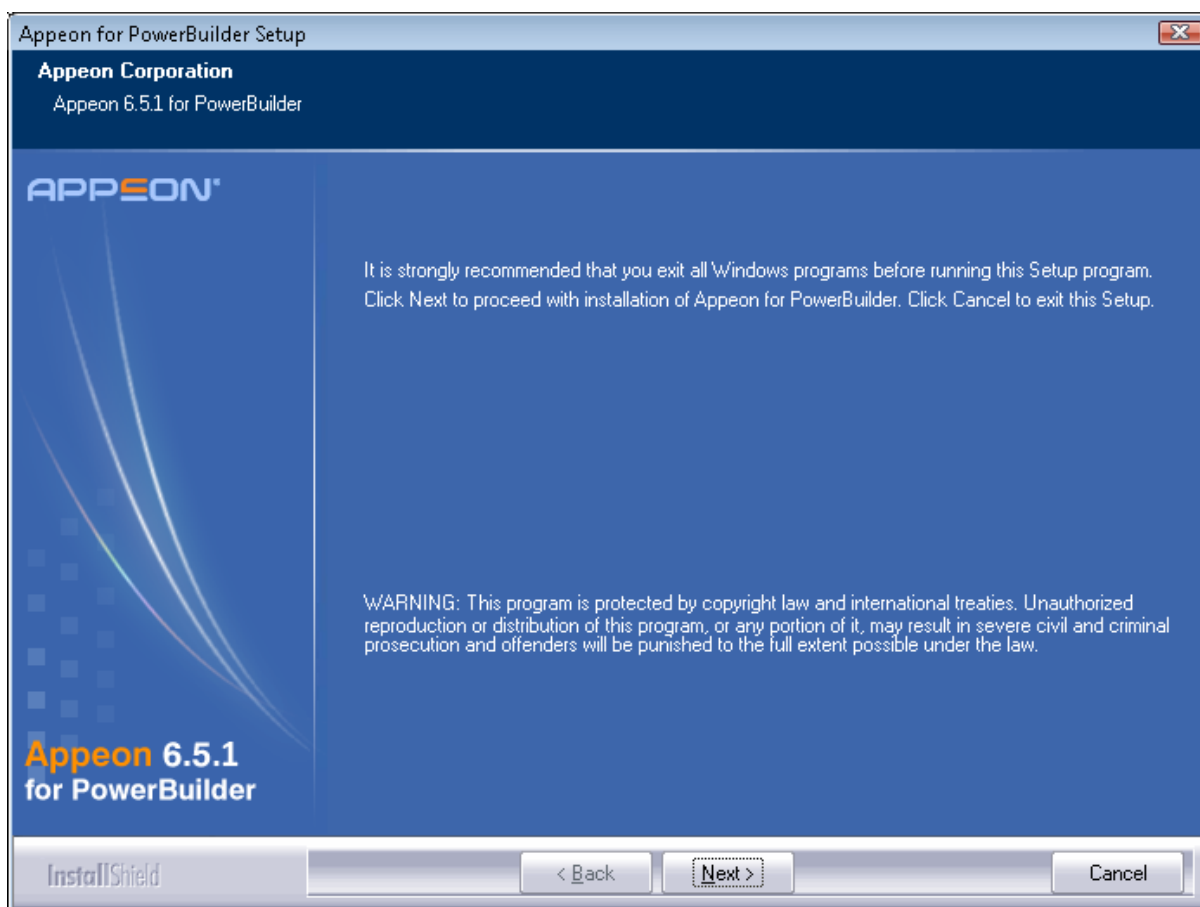 Appeon for PowerBuilder Setup
Appeon Corporation
Appeon 6.5.1 for PowerBuilder
APPEON®
It is strongly recommended that you exit all Windows programs before running this Setup program.
Click Next to proceed with installation of Appeon for PowerBuilder. Click Cancel to exit this Setup.
WARNING: This program is protected by copyright law and international treaties. Unauthorized
reproduction or distribution of this program, or any portion of it, may result in severe civil and criminal
prosecution and offenders will be punished to the full extent possible under the law.
Appeon 6.5.1
for PowerBuilder
InstallShield
< Back
Next >
Cancel